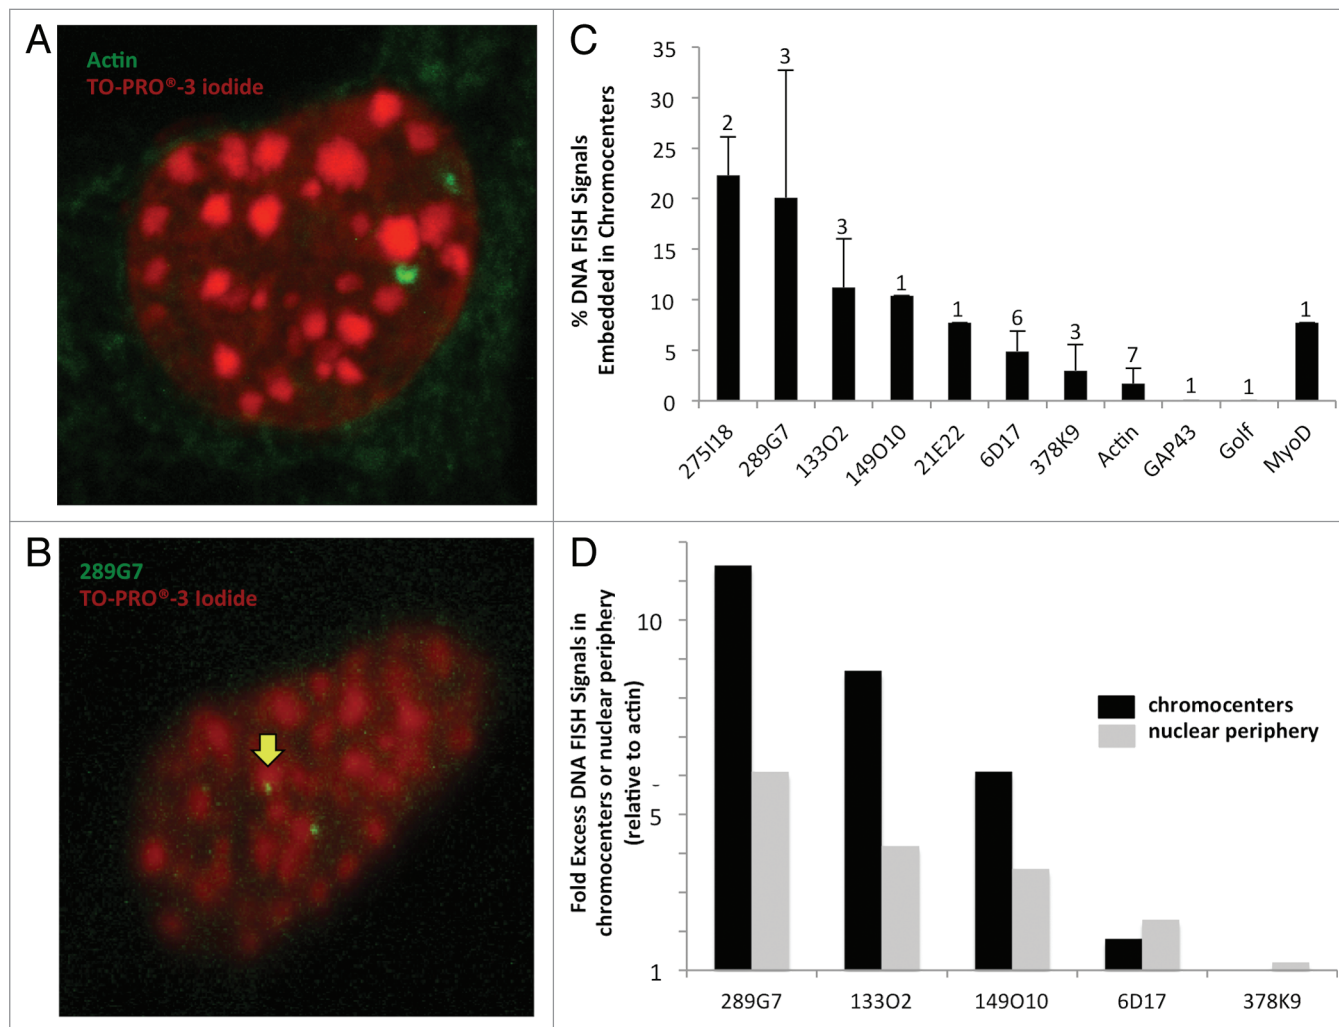 A
Actin
TO-PRO®-3 iodide
B
289G7
TO-PRO®-3 Iodide
C
% DNA FISH Signals
Embedded in Chromocenters
35
30
25
20
15
10
5
0
2
3
3
1
1
6
3
7
1
1
1
275I18
289G7
133O2
149O10
21E22
6D17
378K9
Actin
GAP43
Golf
MyoD
D
Fold Excess DNA FISH Signals in
chromocenters or nuclear periphery
(relative to actin)
10
-
5
1
chromocenters
nuclear periphery
289G7
133O2
149O10
6D17
378K9